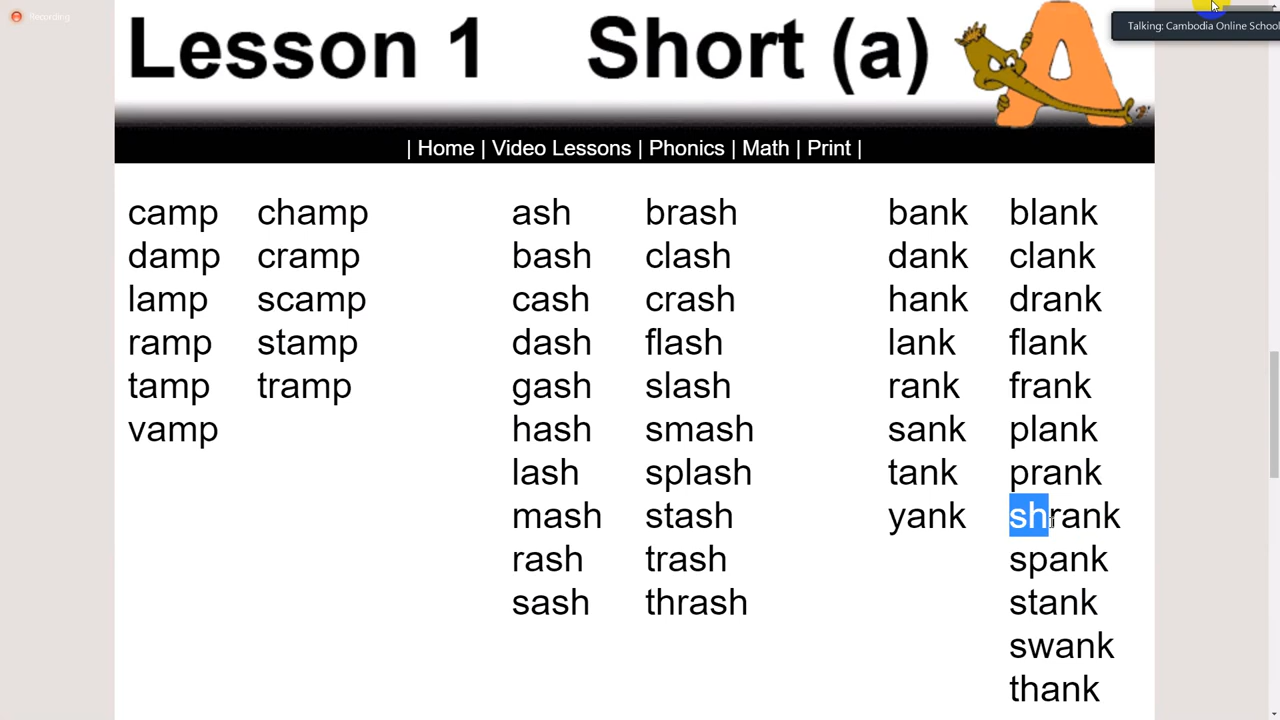 Recording
Talking: Cambodia Online School
Lesson 1 Short (a) A
| Home | Video Lessons | Phonics | Math | Print |
camp champ ash brash bank blank
damp cramp bash clash dank clank
lamp scamp cash crash hank drank
ramp stamp dash flash lank flank
tamp tramp gash slash rank frank
vamp hash smash sank plank
lash splash tank prank
mash stash yank shrank
rash trash spank
sash thrash stank
swank
thank